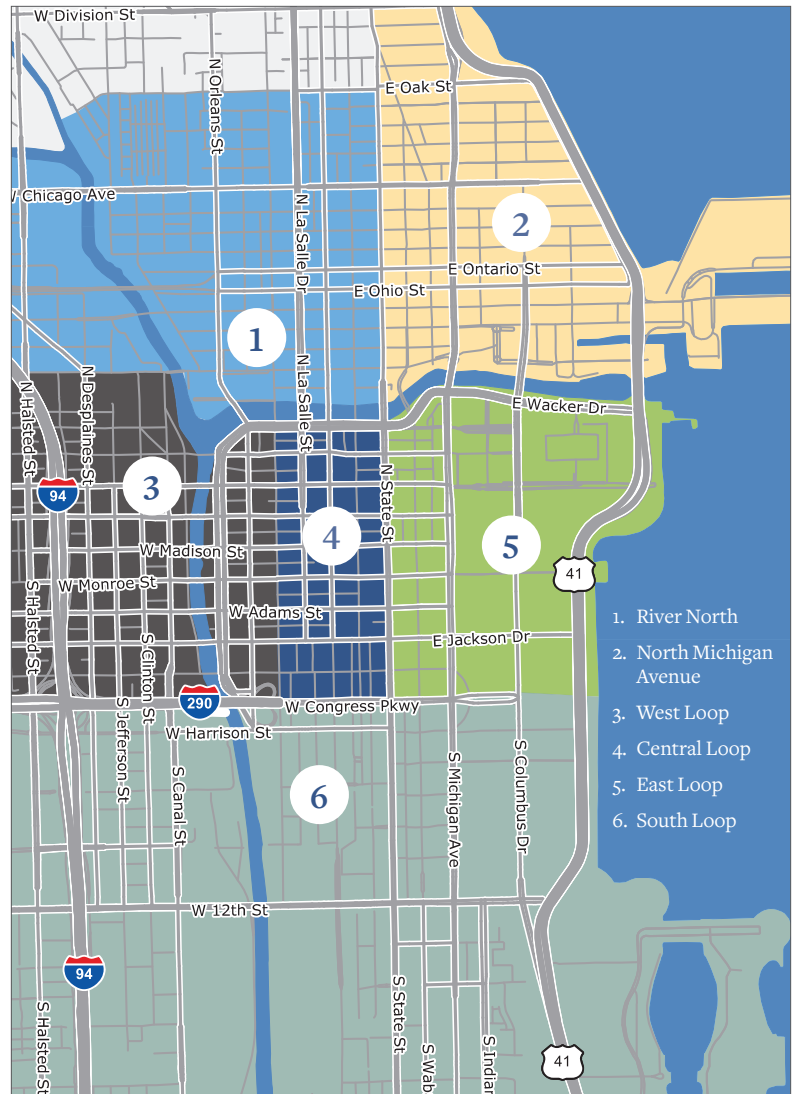 W Division St
N Orleans St
E Oak St
W Chicago Ave
N La Salle Dr
2
E Ontario St
E Ohio St
1
N Halsted St
N Desplaines St
N La Salle St
E Wacker Dr
94
3
N State St
4
5
W Madison St
41
W Monroe St
S Halsted St
W Adams St
1. River North
2. North Michigan
Avenue
3. West Loop
4. Central Loop
5. East Loop
6. South Loop
E Jackson Dr
S Clinton St
290
W Congress Pkwy
S Jefferson St
W Harrison St
S Canal St
6
S Michigan Ave
S Columbus Dr
W 12th St
94
S Halsted St
S State St
S Wab
S Indian
41